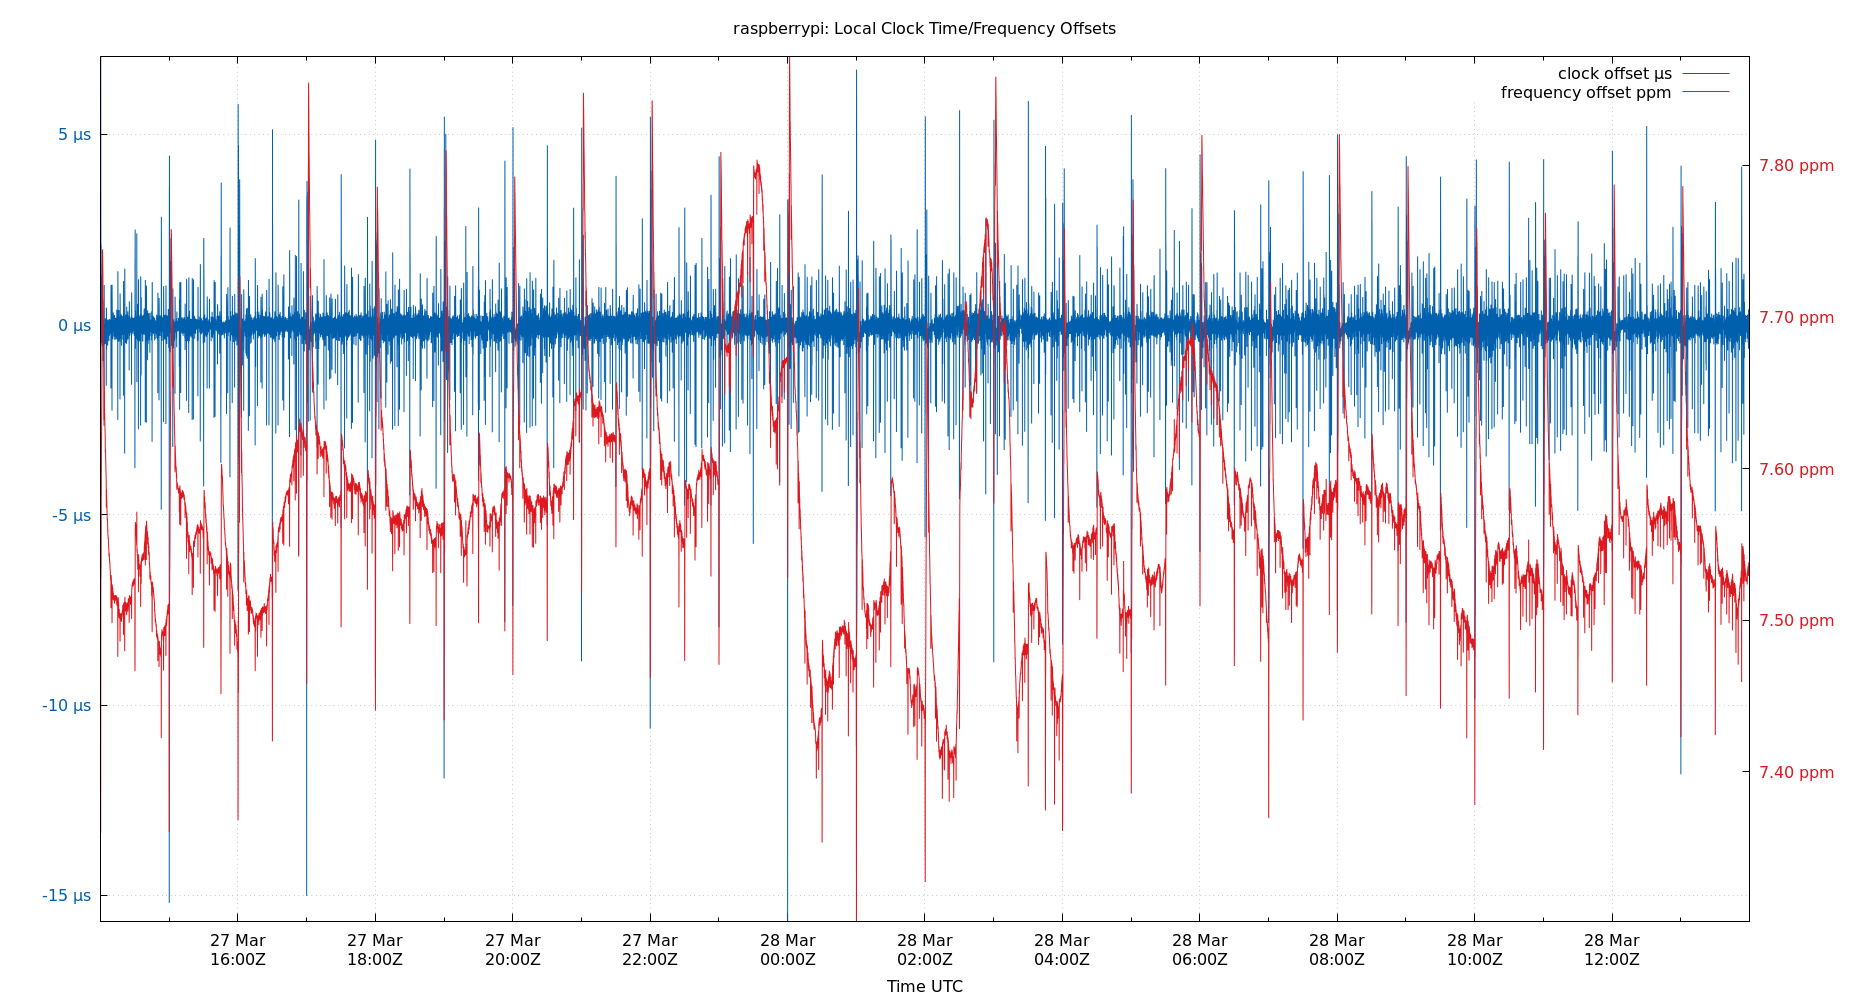 raspberrypi: Local Clock Time/Frequency Offsets
clock offset µs
frequency offset ppm
5 µs
0 µs
-5 µs
-10 µs
-15 µs
7.80 ppm
7.70 ppm
7.60 ppm
7.50 ppm
7.40 ppm
27 Mar
16:00Z
27 Mar
18:00Z
27 Mar
20:00Z
27 Mar
22:00Z
28 Mar
00:00Z
28 Mar
02:00Z
28 Mar
04:00Z
28 Mar
06:00Z
28 Mar
08:00Z
28 Mar
10:00Z
28 Mar
12:00Z
Time UTC